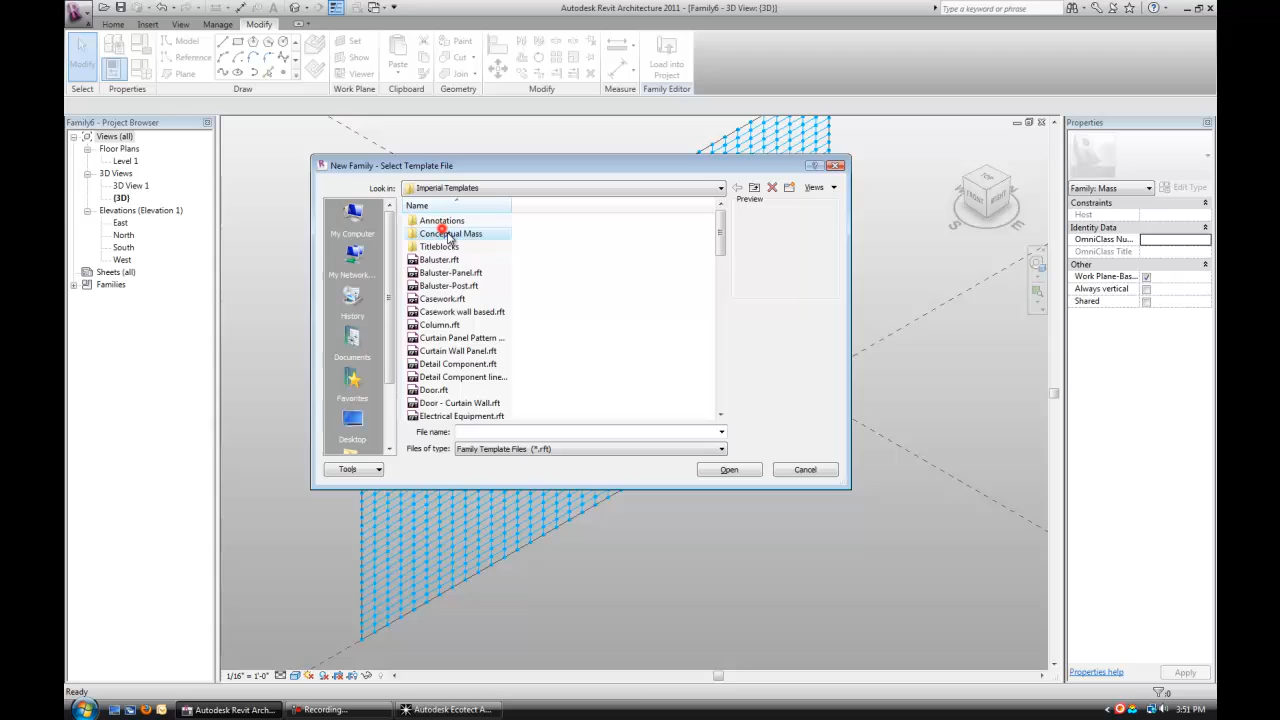 Autodesk Revit Architecture 2011 - [Family6 - 3D View: {3D}]
Type a keyword or phrase
Home Insert View Manage Modify
Modify
Model
Reference
Plane
Set
Show
Viewer
Paste
Paint
Cut
Join
Load into
Project
Select Properties Draw Work Plane Clipboard Geometry Modify Measure Family Editor
Family6 - Project Browser
Views (all)
Floor Plans
Level 1
3D Views
3D View 1
{3D}
Elevations (Elevation 1)
East
North
South
West
Sheets (all)
Families
New Family - Select Template File
Look in:
Imperial Templates
Views
My Computer
My Network...
History
Documents
Favorites
Desktop
Name
Annotations
Conceptual Mass
Titleblocks
Baluster.rft
Baluster-Panel.rft
Baluster-Post.rft
Casework.rft
Casework wall based.rft
Column.rft
Curtain Panel Pattern ...
Curtain Wall Panel.rft
Detail Component.rft
Detail Component line...
Door.rft
Door - Curtain Wall.rft
Electrical Equipment.rft
Preview
File name:
Files of type:
Family Template Files (*.rft)
Tools
Open
Cancel
Properties
Family: Mass
Edit Type
Constraints
Host
Identity Data
OmniClass Nu...
OmniClass Title
Other
Work Plane-Bas...
Always vertical
Shared
Properties help
Apply
1/16" = 1'-0"
Ready
:0
Autodesk Revit Arch...
Recording...
Autodesk Ecotect A...
3:51 PM